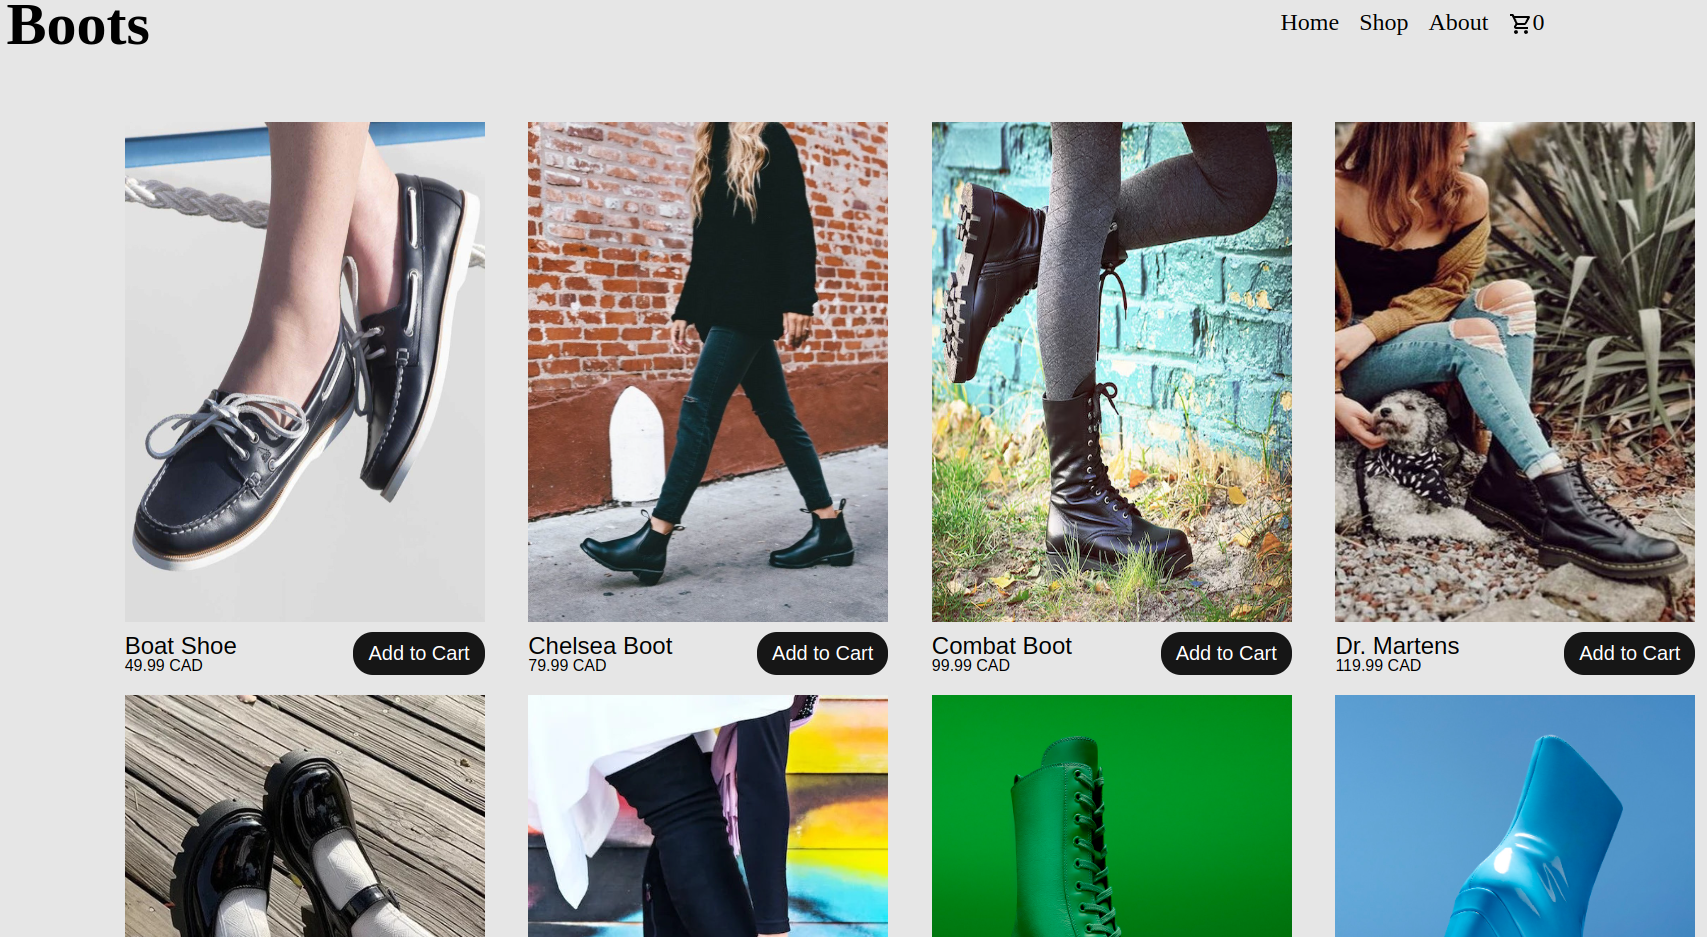 Boots
Home Shop About 0
Boat Shoe
49.99 CAD
Add to Cart
Chelsea Boot
79.99 CAD
Add to Cart
Combat Boot
99.99 CAD
Add to Cart
Dr. Martens
119.99 CAD
Add to Cart